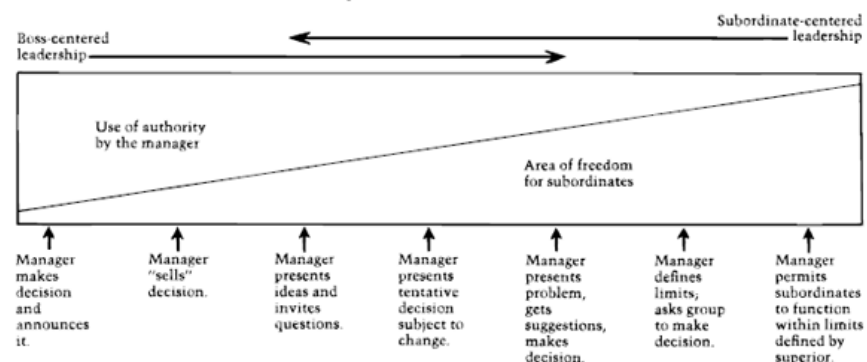 Boss-centered
leadership
Subordinate-centered
leadership
Use of authority
by the manager
Area of freedom
for subordinates
Manager
makes
decision
and
announces
it.
Manager
"sells"
decision.
Manager
presents
ideas and
invites
questions.
Manager
presents
tentative
decision
subject to
change.
Manager
presents
problem,
gets
suggestions,
makes
decision.
Manager
defines
limits;
asks group
to make
decision.
Manager
permits
subordinates
to function
within limits
defined by
superior.